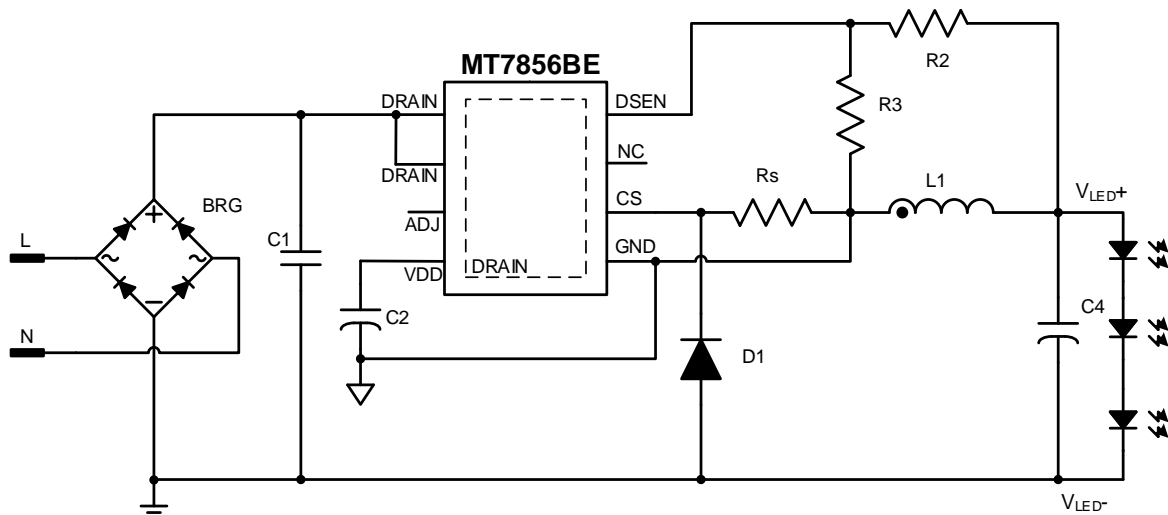 MT7856BE
R2
DRAIN
DSEN
R3
NC
DRAIN
Rs
L1
VLED+
BRG
CS
L
C1
ADJ
GND
VDD
DRAIN
C2
C4
N
D1
VLED-